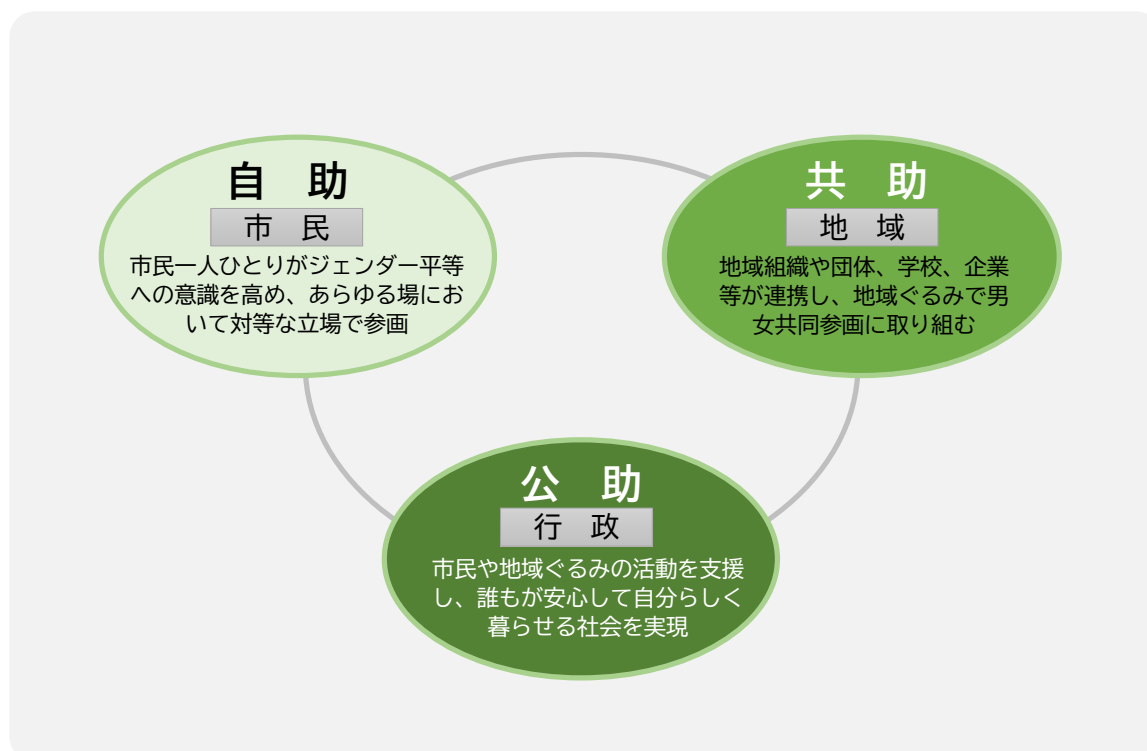 自　助
市　民
市民一人ひとりがジェンダー平等
への意識を高め、あらゆる場にお
いて対等な立場で参画
共　助
地　域
地域組織や団体、学校、企業
等が連携し、地域ぐるみで男
女共同参画に取り組む
公　助
行　政
市民や地域ぐるみの活動を支援
し、誰もが安心して自分らしく
暮らせる社会を実現